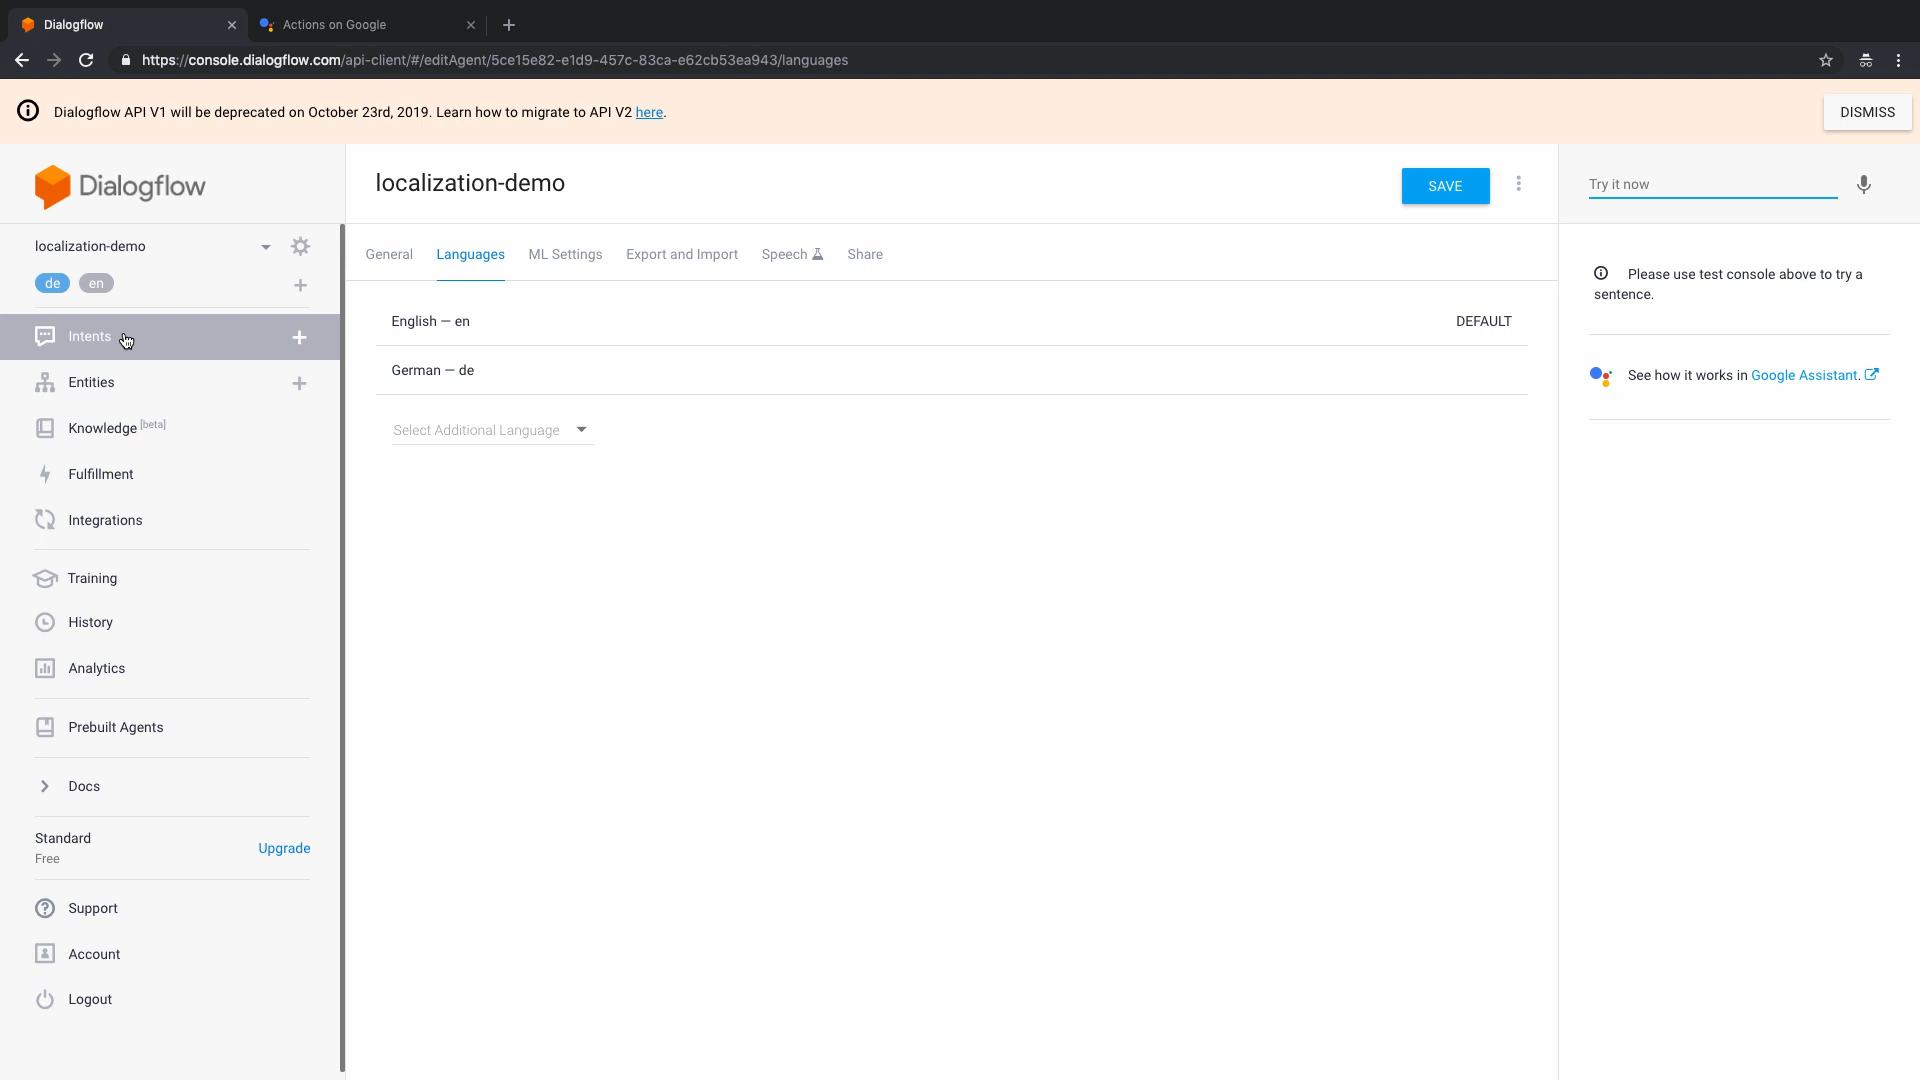 Dialogflow
Actions on Google
https://console.dialogflow.com/api-client/#/editAgent/5ce15e82-e1d9-457c-83ca-e62cb53ea943/languages
Dialogflow API V1 will be deprecated on October 23rd, 2019. Learn how to migrate to API V2 here.
DISMISS
Dialogflow
localization-demo
SAVE
Try it now
localization-demo
de en
General Languages ML Settings Export and Import Speech Share
Please use test console above to try a
sentence.
English — en DEFAULT
German — de
Select Additional Language
See how it works in Google Assistant.
Intents
Entities
Knowledge [beta]
Fulfillment
Integrations
Training
History
Analytics
Prebuilt Agents
Docs
Standard
Free
Upgrade
Support
Account
Logout